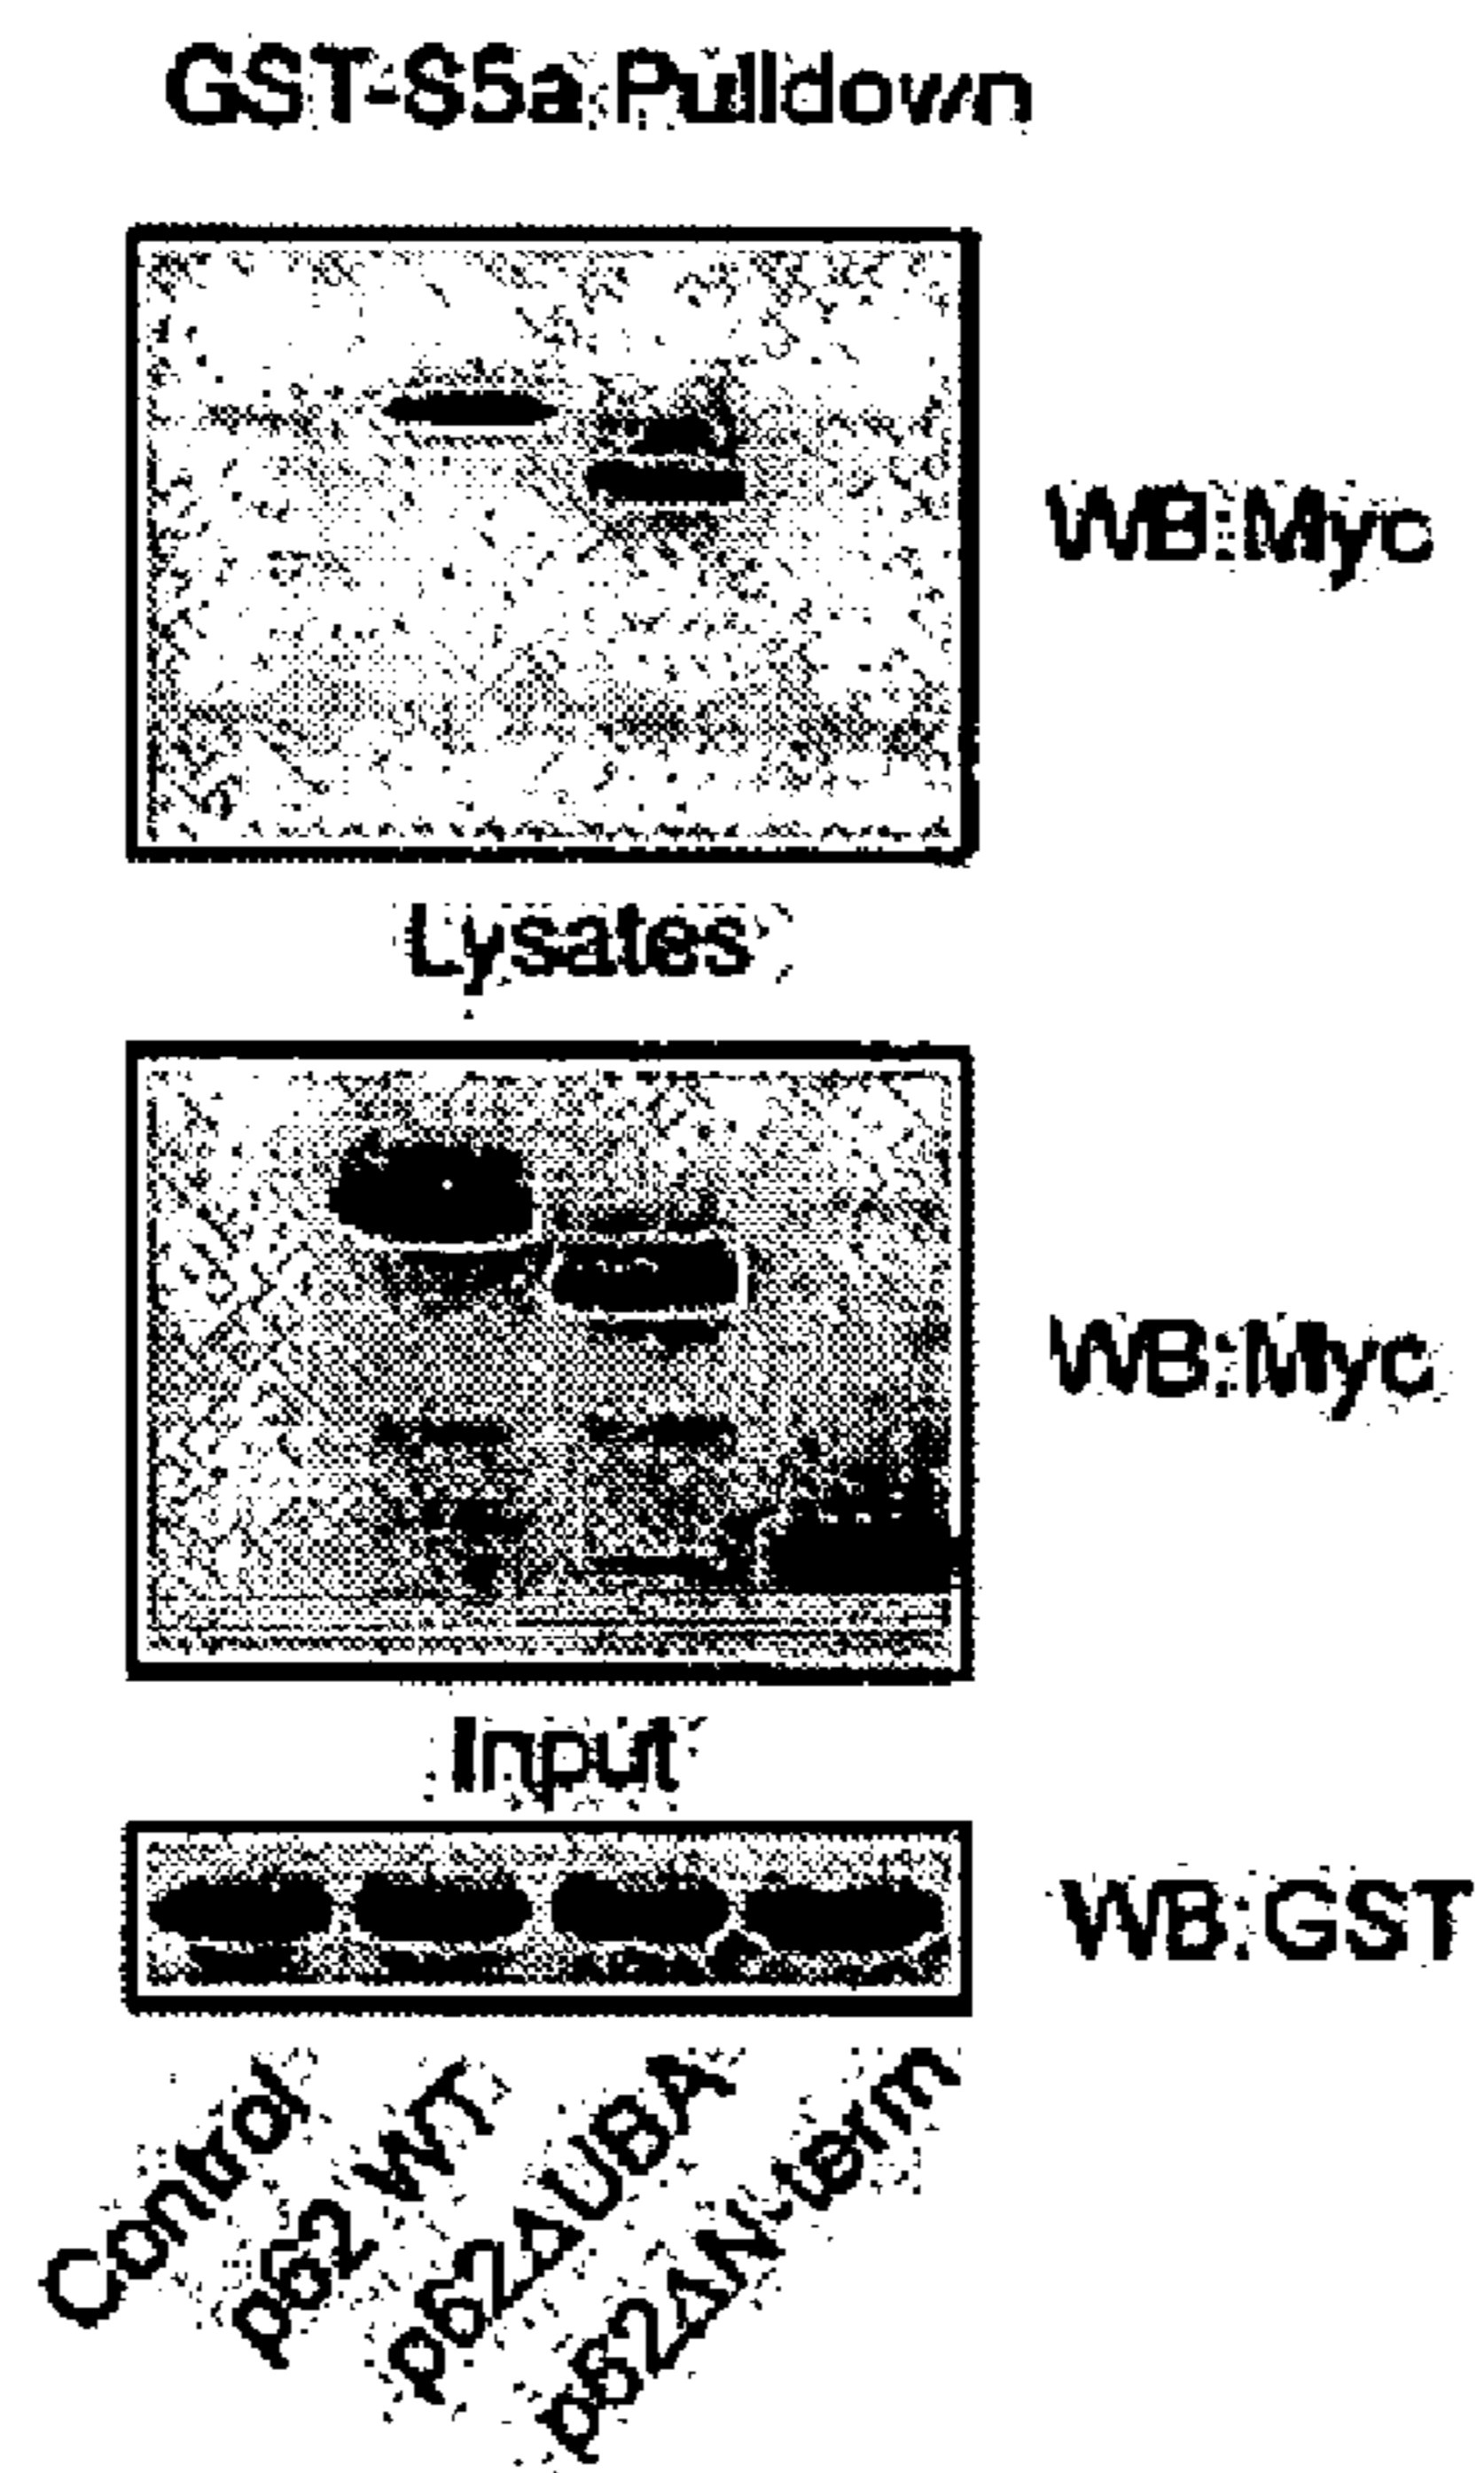 GST-S5a Pulldown
WB:Myc
Lysates
WB:Myc
Input
WB:GST
Control
p62 WT
p62ΔUBA
p62ΔN-term